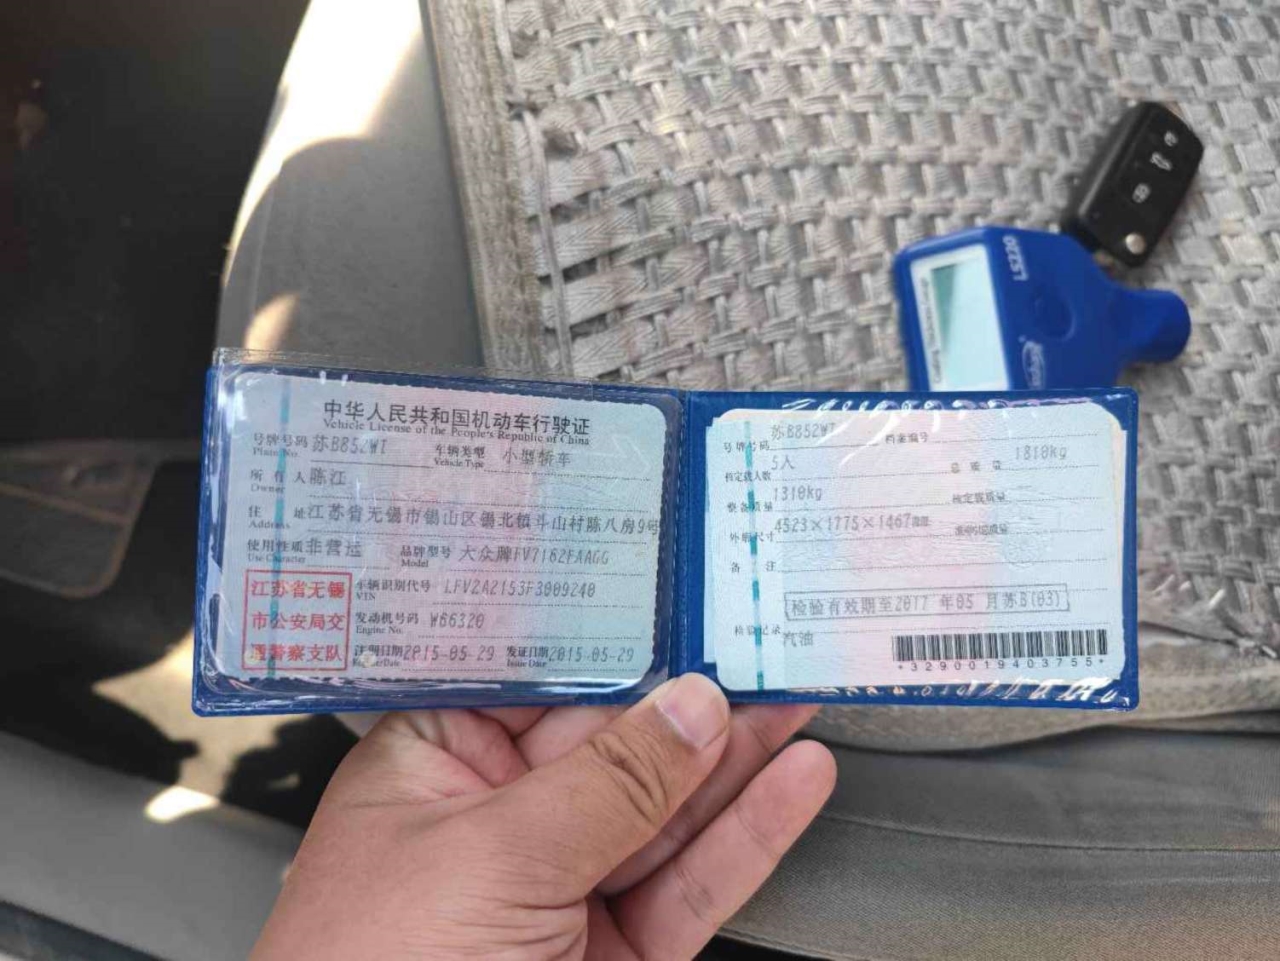 中华人民共和国机动车行驶证
Vehicle License of the People's Republic of China
号牌号码 苏B852WT 车辆类型 小型轿车
Plate No. Vehicle Type
所有人 陈江
Owner
住址 江苏省无锡市锡山区锡北镇斗山村陈八房9号
Address
使用性质 非营运 品牌型号 大众牌FV7162FAAGG
Use Character Model
江苏省无锡
市公安局交
通警察支队
车辆识别代号 LFV2A2153F3009240
VIN
发动机号码 W66320
Engine No.
注册日期 2015-05-29 发证日期 2015-05-29
Register Date Issue Date
号牌号码 苏B852WT 档案编号
核定载人数 5人 总质量 1810kg
整备质量 1310kg 核定载质量
外廓尺寸 4523×1775×1467
备注
检验有效期至2017年05月苏B(03)
检验记录 汽油
*3290019403755*
LS220